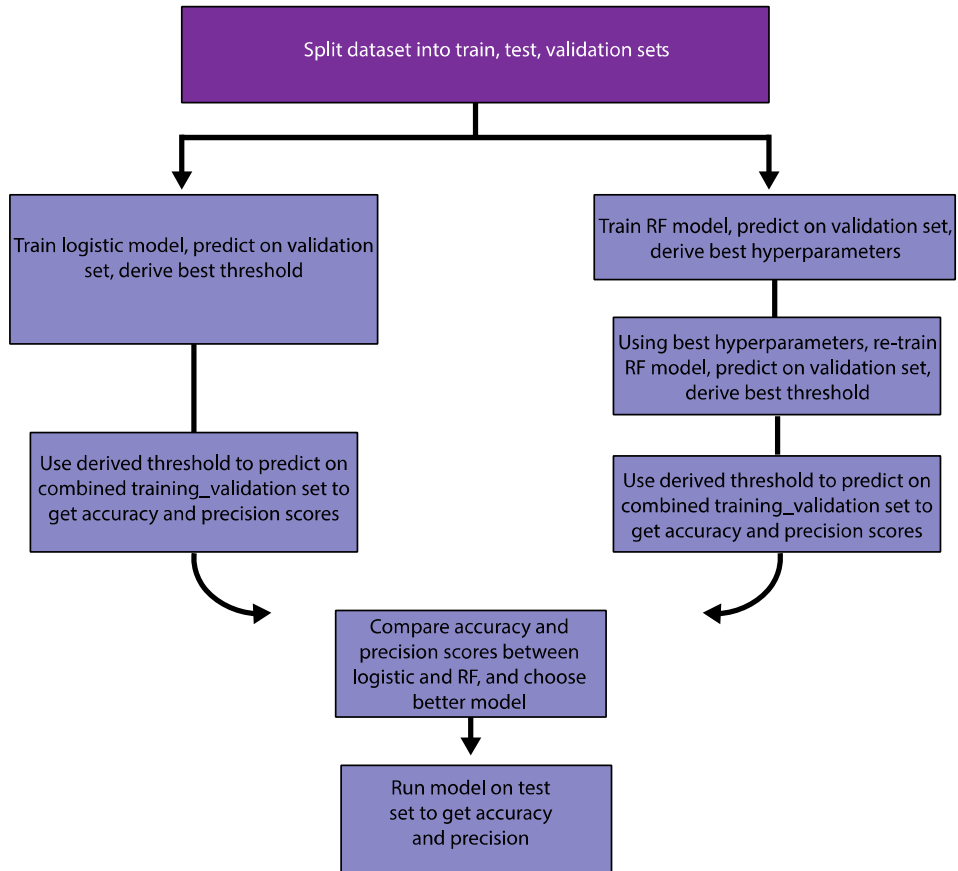 Split dataset into train, test, validation sets
Train logistic model, predict on validation
set, derive best threshold
Train RF model, predict on validation set,
derive best hyperparameters
Using best hyperparameters, re-train
RF model, predict on validation set,
derive best threshold
Use derived threshold to predict on
combined training_validation set to
get accuracy and precision scores
Use derived threshold to predict on
combined training_validation set to
get accuracy and precision scores
Compare accuracy and
precision scores between
logistic and RF, and choose
better model
Run model on test
set to get accuracy
and precision